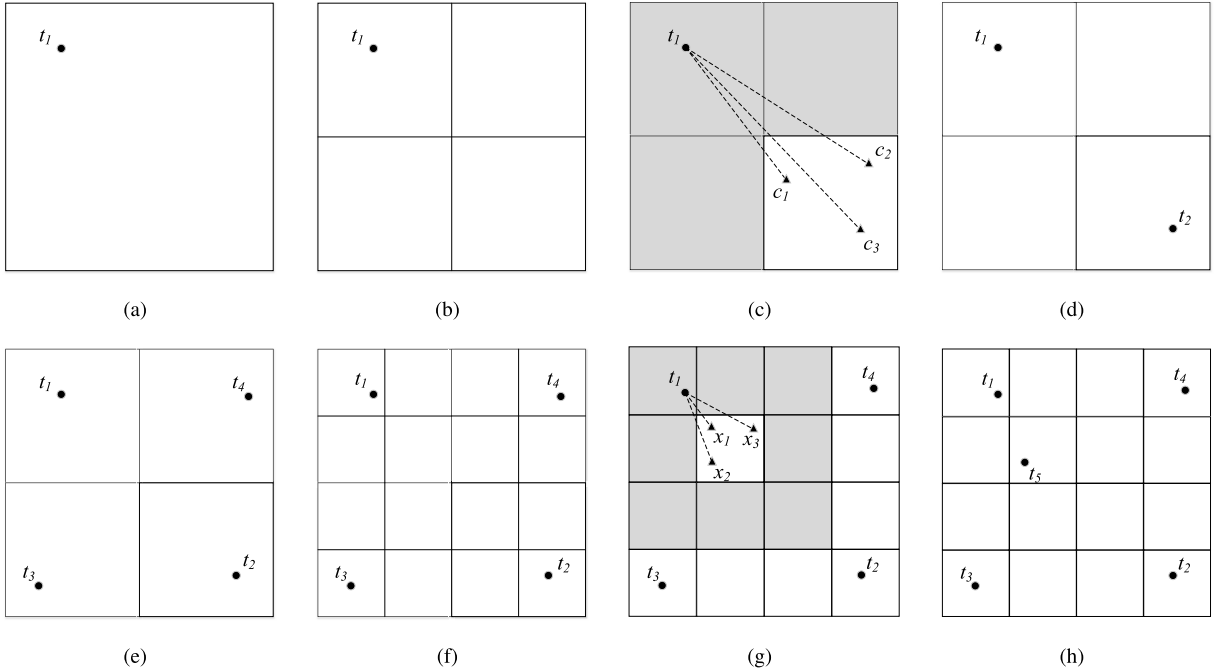 t1
t1
t1
c2
c1
c3
t1
t2
(a)
(b)
(c)
(d)
t1
t4
t3
t2
t1
t4
t3
t2
t1
t4
x1
x3
x2
t3
t2
t1
t4
t5
t3
t2
(e)
(f)
(g)
(h)